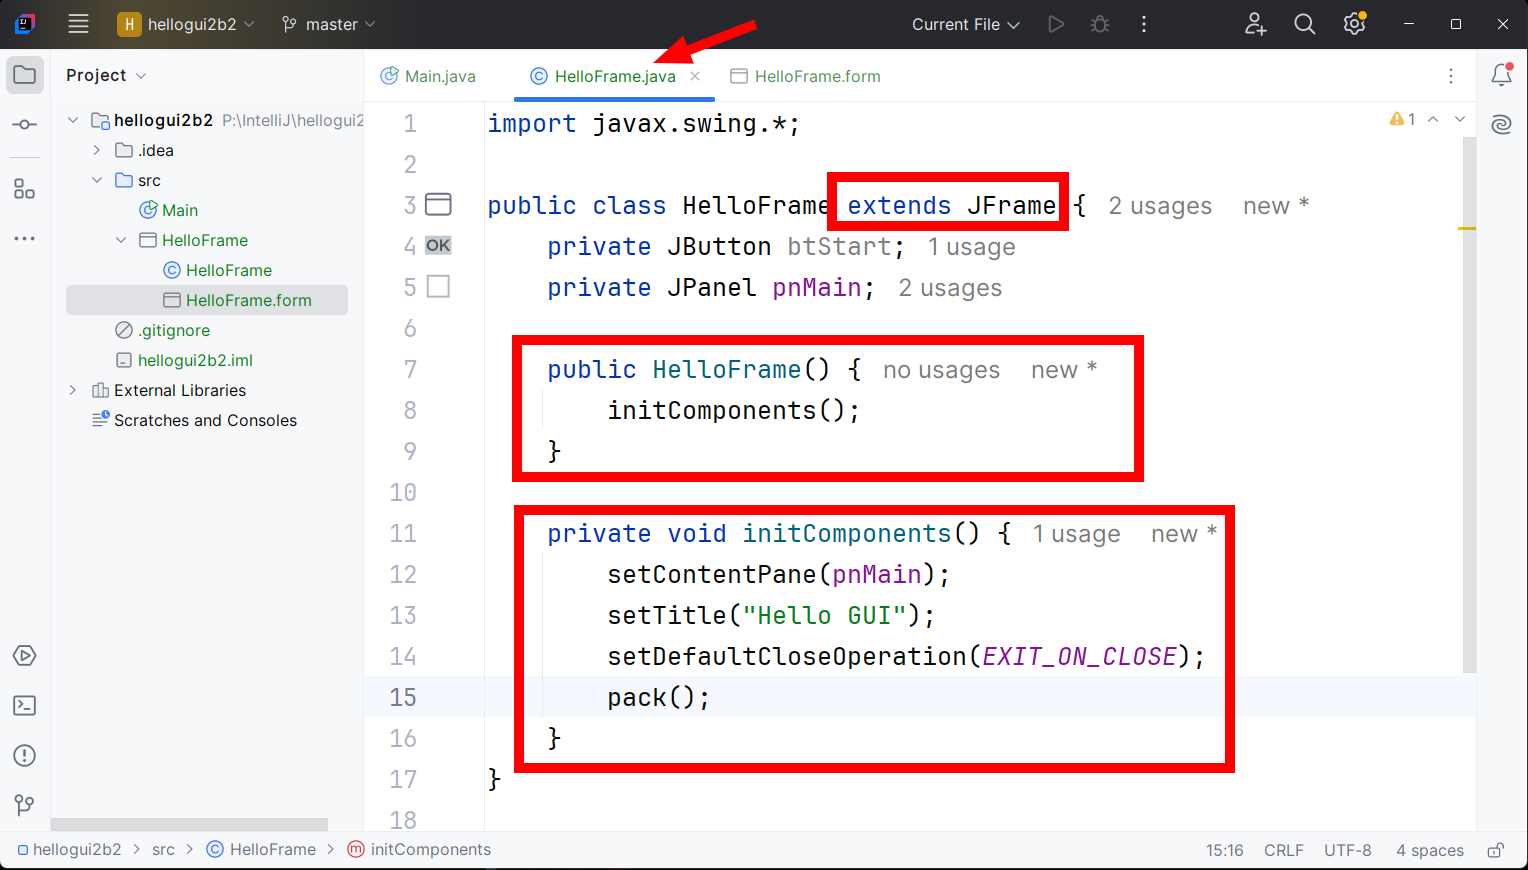 H hellogui2b2 master Current File
Project
Main.java HelloFrame.java HelloFrame.form
hellogui2b2 P:\IntelliJ\hellogui2
.idea
src
Main
HelloFrame
HelloFrame
HelloFrame.form
.gitignore
hellogui2b2.iml
External Libraries
Scratches and Consoles
1 import javax.swing.*; 1
2
3 public class HelloFrame extends JFrame { 2 usages new *
4 OK private JButton btStart; 1 usage
5 private JPanel pnMain; 2 usages
6
7 public HelloFrame() { no usages new *
8 initComponents();
9 }
10
11 private void initComponents() { 1 usage new *
12 setContentPane(pnMain);
13 setTitle("Hello GUI");
14 setDefaultCloseOperation(EXIT_ON_CLOSE);
15 pack();
16 }
17 }
18
hellogui2b2 > src > HelloFrame > initComponents 15:16 CRLF UTF-8 4 spaces